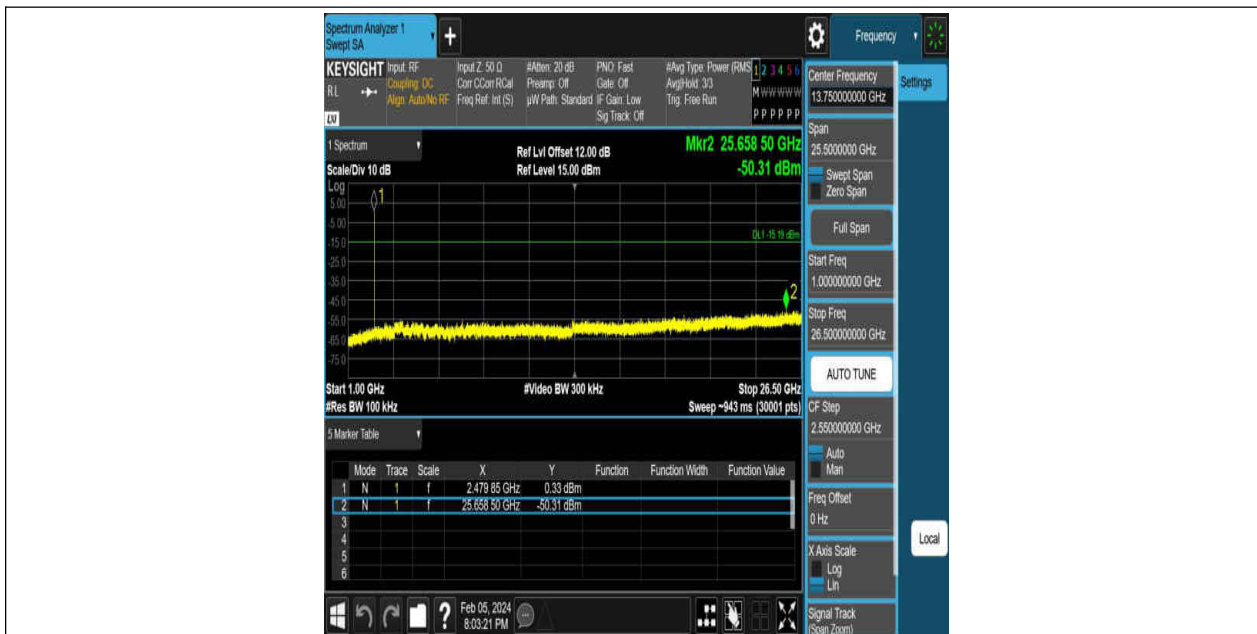 Spectrum Analyzer 1
Swept SA
+
Frequency
KEYSIGHT
RL
LXI
Input: RF
Coupling: DC
Align: Auto/No RF
Input Z: 50 Ω
Corr CCorr RCal
Freq Ref: Int (S)
#Atten: 20 dB
Preamp: Off
µW Path: Standard
PNO: Fast
Gate: Off
IF Gain: Low
Sig Track: Off
#Avg Type: Power (RMS
Avg|Hold: 3/3
Trig: Free Run
1 2 3 4 5 6
M W W W W W
P P P P P P
1 Spectrum
Scale/Div 10 dB
Ref Lvl Offset 12.00 dB
Ref Level 15.00 dBm
Mkr2 25.658 50 GHz
-50.31 dBm
Log
5.00
-5.00
-15.0
-25.0
-35.0
-45.0
-55.0
-65.0
-75.0
1
DL1 -15.19 dBm
2
Start 1.00 GHz
#Res BW 100 kHz
#Video BW 300 kHz
Stop 26.50 GHz
Sweep ~943 ms (30001 pts)
5 Marker Table
Mode Trace Scale X Y Function Function Width Function Value
1 N 1 f 2.479 85 GHz 0.33 dBm
2 N 1 f 25.658 50 GHz -50.31 dBm
3
4
5
6
Feb 05, 2024
8:03:21 PM
Settings
Center Frequency
13.750000000 GHz
Span
25.5000000 GHz
Swept Span
Zero Span
Full Span
Start Freq
1.000000000 GHz
Stop Freq
26.500000000 GHz
AUTO TUNE
CF Step
2.550000000 GHz
Auto
Man
Freq Offset
0 Hz
X Axis Scale
Log
Lin
Signal Track
(Span Zoom)
Local